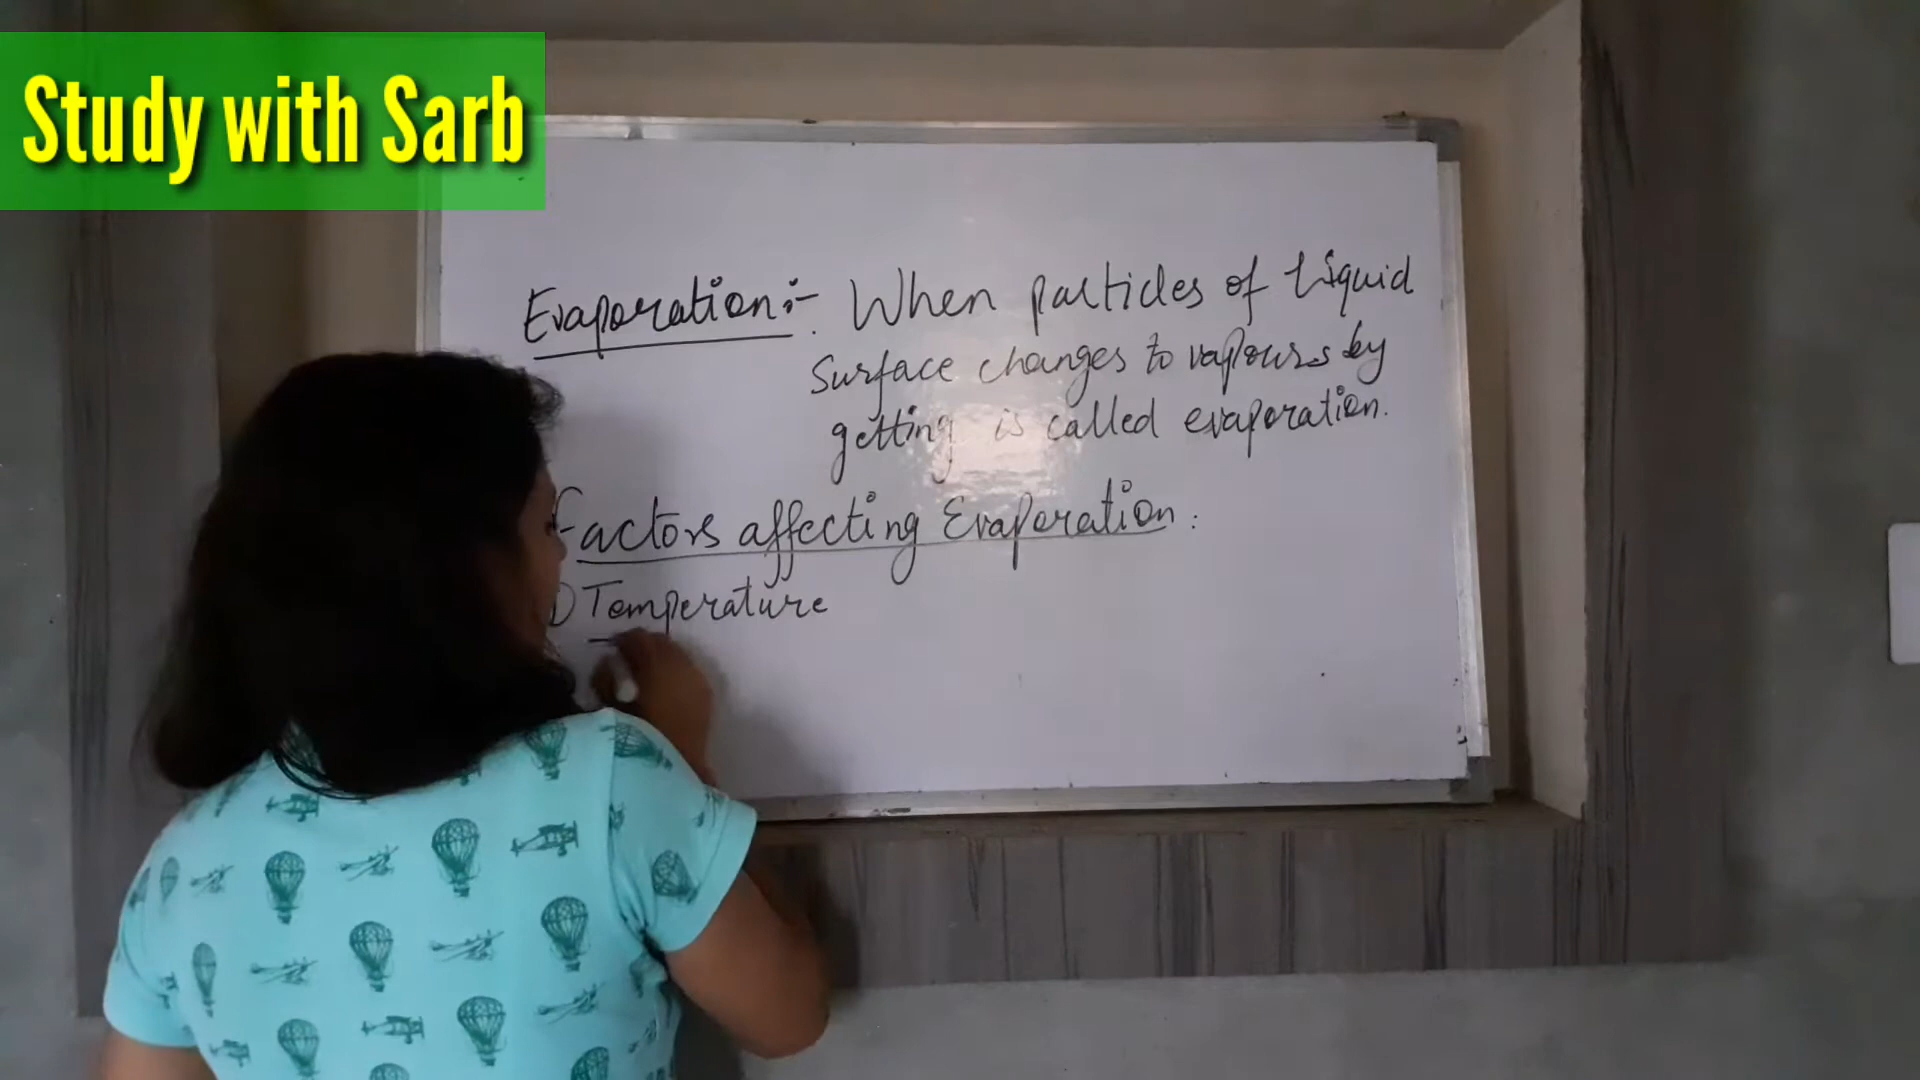 Study with Sarb
Evaporation:- When particles of liquid
surface changes to vapours by
getting is called evaporation.
Factors affecting Evaporation:
1) Temperature